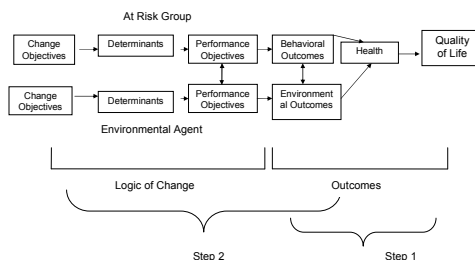 At Risk Group
Change
Objectives
Determinants
Performance
Objectives
Behavioral
Outcomes
Health
Quality
of Life
Change
Objectives
Determinants
Performance
Objectives
Environment
al Outcomes
Environmental Agent
Logic of Change
Outcomes
Step 2
Step 1